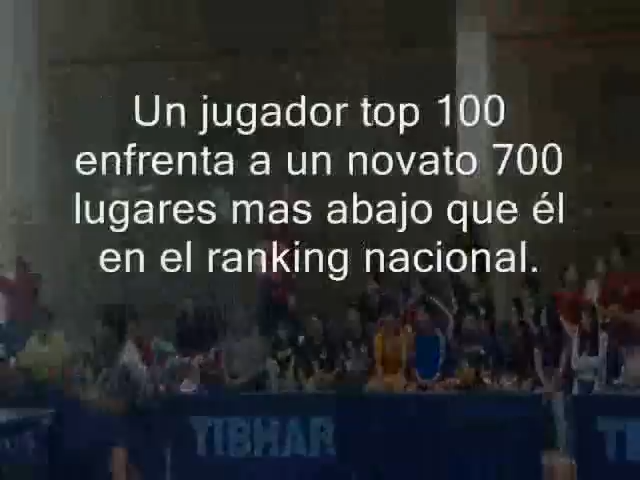 Un jugador top 100
enfrenta a un novato 700
lugares mas abajo que él
en el ranking nacional.
TIBHAR